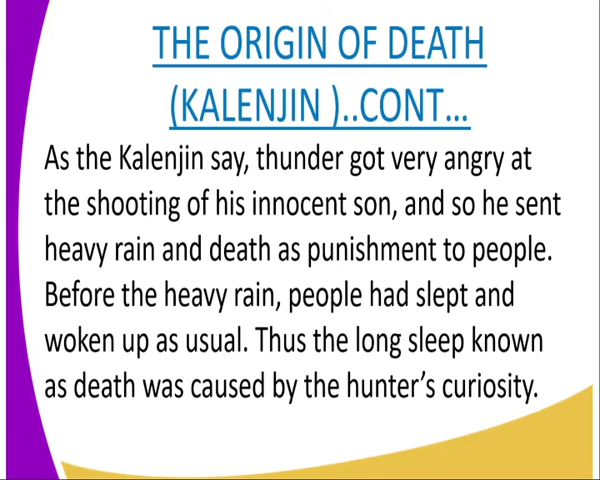 THE ORIGIN OF DEATH
(KALENJIN )..CONT...
As the Kalenjin say, thunder got very angry at
the shooting of his innocent son, and so he sent
heavy rain and death as punishment to people.
Before the heavy rain, people had slept and
woken up as usual. Thus the long sleep known
as death was caused by the hunter’s curiosity.